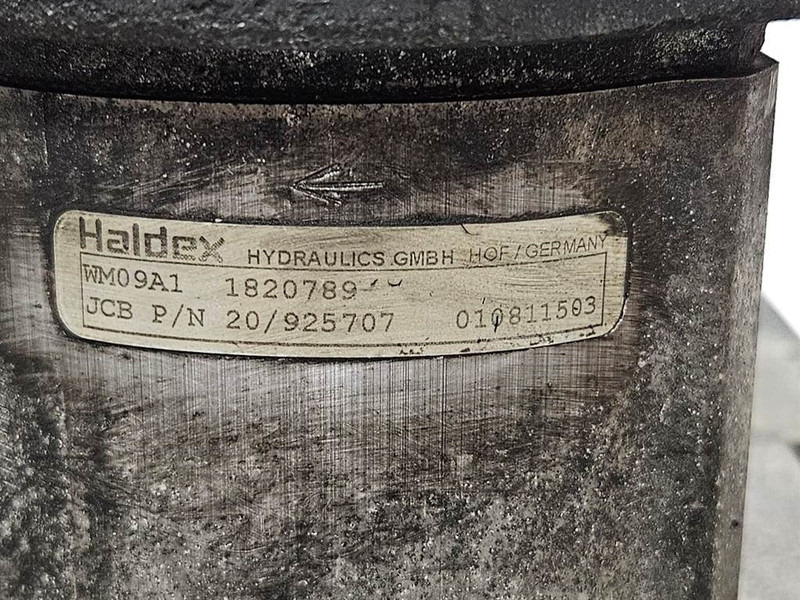 Haldex HYDRAULICS GMBH HOF/GERMANY
WM09A1 1820789
JCB P/N 20/925707 010811503